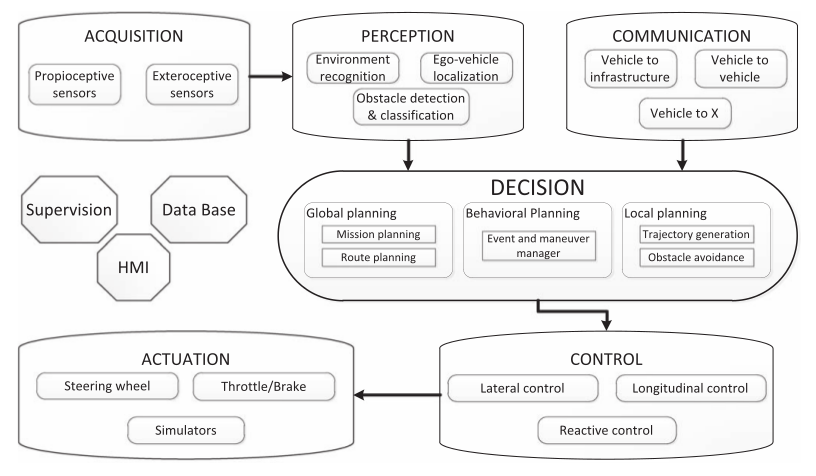 ACQUISITION
Propioceptive
sensors
Exteroceptive
sensors
PERCEPTION
Environment
recognition
Ego-vehicle
localization
Obstacle detection
& classification
COMMUNICATION
Vehicle to
infrastructure
Vehicle to
vehicle
Vehicle to X
Supervision
Data Base
HMI
DECISION
Global planning
Mission planning
Route planning
Behavioral Planning
Event and maneuver
manager
Local planning
Trajectory generation
Obstacle avoidance
ACTUATION
Steering wheel
Throttle/Brake
Simulators
CONTROL
Lateral control
Longitudinal control
Reactive control